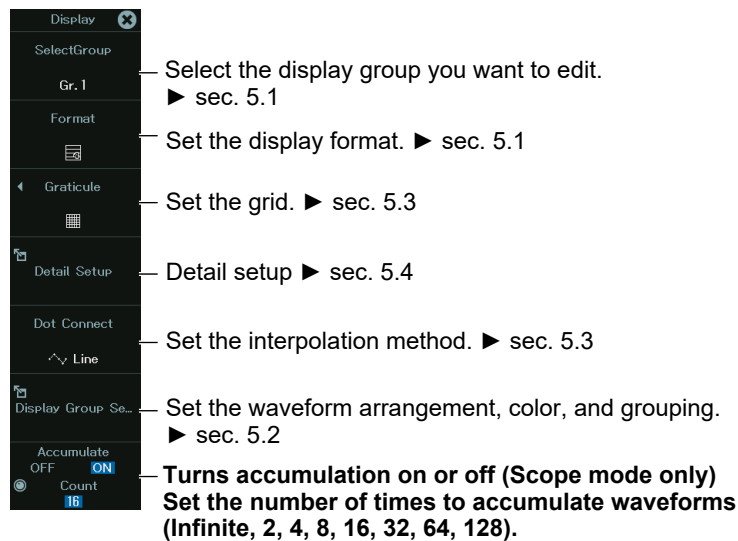 Display
SelectGroup
Gr.1
Select the display group you want to edit.
► sec. 5.1
Format
Set the display format. ► sec. 5.1
Graticule
Set the grid. ► sec. 5.3
Detail Setup
Detail setup ► sec. 5.4
Dot Connect
Line
Set the interpolation method. ► sec. 5.3
Display Group Se…
Set the waveform arrangement, color, and grouping.
► sec. 5.2
Accumulate
OFF ON
Count
16
Turns accumulation on or off (Scope mode only)
Set the number of times to accumulate waveforms
(Infinite, 2, 4, 8, 16, 32, 64, 128).